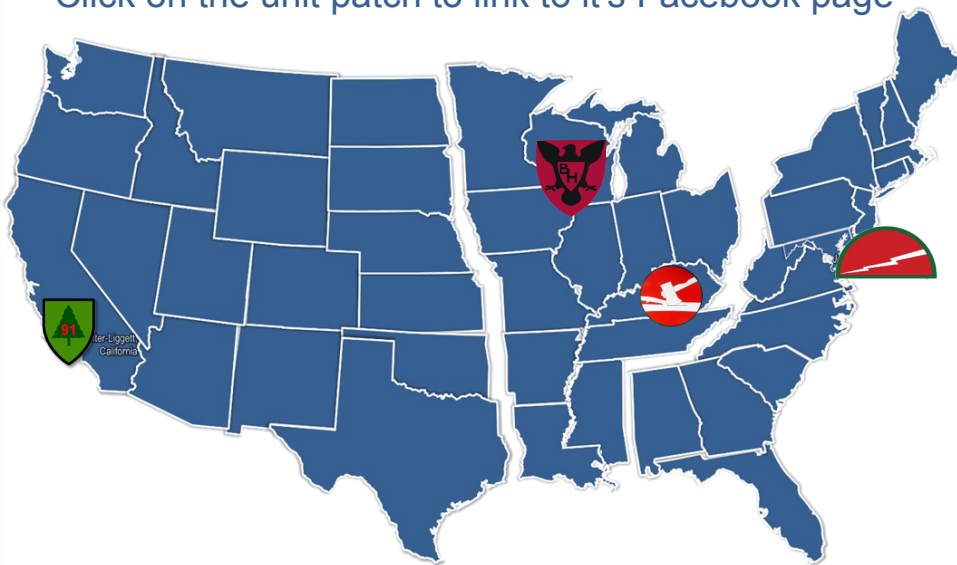 Click on the unit patch to link to it's Facebook page
BH
91
ter-Liggett,
California